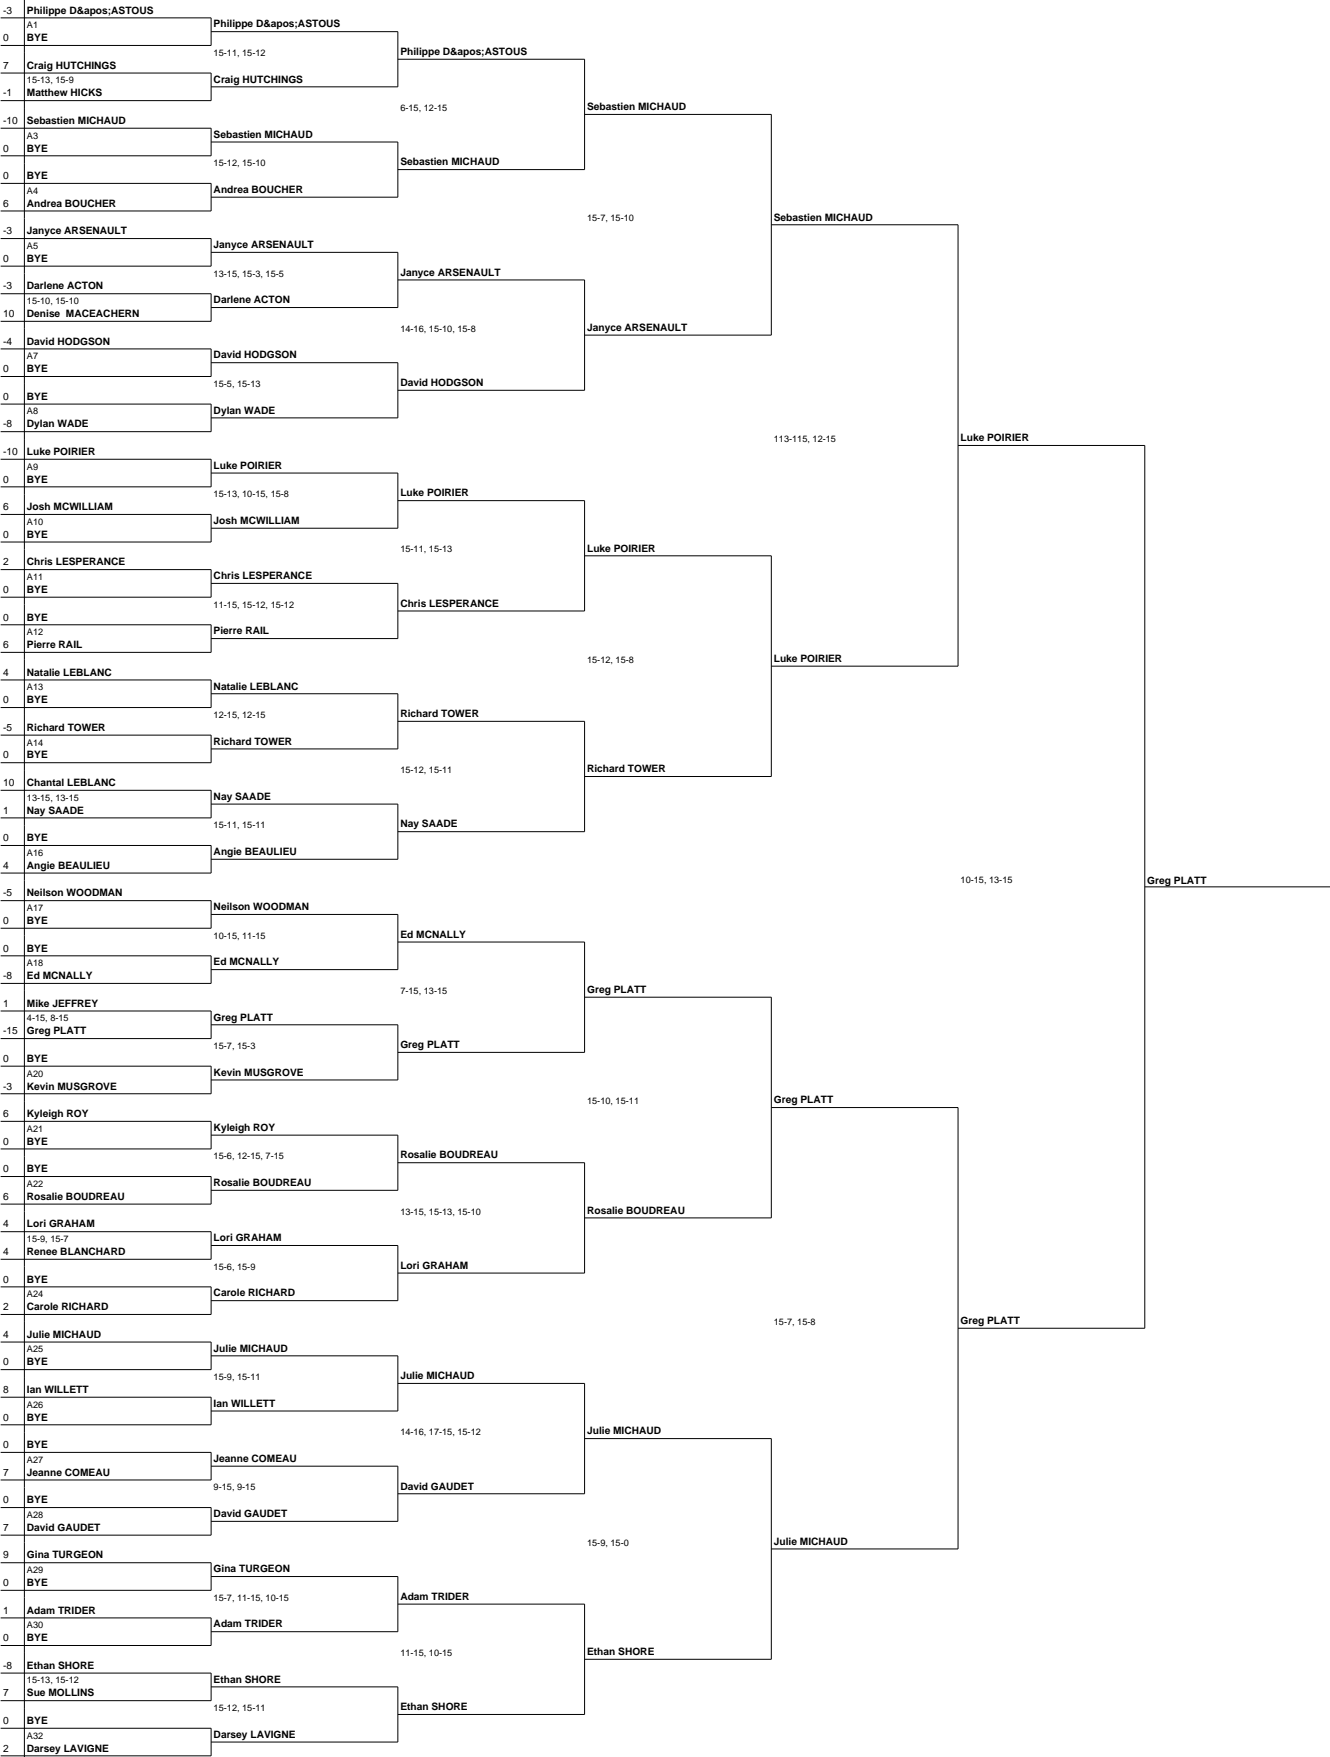 -3 Philippe D&apos;ASTOUS
A1
0 BYE
7 Craig HUTCHINGS
15-13, 15-9
-1 Matthew HICKS
-10 Sebastien MICHAUD
A3
0 BYE
0 BYE
A4
6 Andrea BOUCHER
-3 Janyce ARSENAULT
A5
0 BYE
-3 Darlene ACTON
15-10, 15-10
10 Denise MACEACHERN
-4 David HODGSON
A7
0 BYE
0 BYE
A8
-8 Dylan WADE
-10 Luke POIRIER
A9
0 BYE
6 Josh MCWILLIAM
A10
0 BYE
2 Chris LESPERANCE
A11
0 BYE
0 BYE
A12
6 Pierre RAIL
4 Natalie LEBLANC
A13
0 BYE
-5 Richard TOWER
A14
0 BYE
10 Chantal LEBLANC
13-15, 13-15
1 Nay SAADE
0 BYE
A16
4 Angie BEAULIEU
-5 Neilson WOODMAN
A17
0 BYE
0 BYE
A18
-8 Ed MCNALLY
1 Mike JEFFREY
4-15, 8-15
-15 Greg PLATT
0 BYE
A20
-3 Kevin MUSGROVE
6 Kyleigh ROY
A21
0 BYE
0 BYE
A22
6 Rosalie BOUDREAU
4 Lori GRAHAM
15-9, 15-7
4 Renee BLANCHARD
0 BYE
A24
2 Carole RICHARD
4 Julie MICHAUD
A25
0 BYE
8 Ian WILLETT
A26
0 BYE
0 BYE
A27
7 Jeanne COMEAU
0 BYE
A28
7 David GAUDET
9 Gina TURGEON
A29
0 BYE
1 Adam TRIDER
A30
0 BYE
-8 Ethan SHORE
15-13, 15-12
7 Sue MOLLINS
0 BYE
A32
2 Darsey LAVIGNE
Philippe D&apos;ASTOUS
15-11, 15-12
Craig HUTCHINGS
Sebastien MICHAUD
15-12, 15-10
Andrea BOUCHER
Janyce ARSENAULT
13-15, 15-3, 15-5
Darlene ACTON
David HODGSON
15-5, 15-13
Dylan WADE
Luke POIRIER
15-13, 10-15, 15-8
Josh MCWILLIAM
Chris LESPERANCE
11-15, 15-12, 15-12
Pierre RAIL
Natalie LEBLANC
12-15, 12-15
Richard TOWER
Nay SAADE
15-11, 15-11
Angie BEAULIEU
Neilson WOODMAN
10-15, 11-15
Ed MCNALLY
Greg PLATT
15-7, 15-3
Kevin MUSGROVE
Kyleigh ROY
15-6, 12-15, 7-15
Rosalie BOUDREAU
Lori GRAHAM
15-6, 15-9
Carole RICHARD
Julie MICHAUD
15-9, 15-11
Ian WILLETT
Jeanne COMEAU
9-15, 9-15
David GAUDET
Gina TURGEON
15-7, 11-15, 10-15
Adam TRIDER
Ethan SHORE
15-12, 15-11
Darsey LAVIGNE
Philippe D&apos;ASTOUS
6-15, 12-15
Sebastien MICHAUD
Janyce ARSENAULT
14-16, 15-10, 15-8
David HODGSON
Luke POIRIER
15-11, 15-13
Chris LESPERANCE
Richard TOWER
15-12, 15-11
Nay SAADE
Ed MCNALLY
7-15, 13-15
Greg PLATT
Rosalie BOUDREAU
13-15, 15-13, 15-10
Lori GRAHAM
Julie MICHAUD
14-16, 17-15, 15-12
David GAUDET
Adam TRIDER
11-15, 10-15
Ethan SHORE
Sebastien MICHAUD
15-7, 15-10
Janyce ARSENAULT
Luke POIRIER
15-12, 15-8
Richard TOWER
Greg PLATT
15-10, 15-11
Rosalie BOUDREAU
Julie MICHAUD
15-9, 15-0
Ethan SHORE
Sebastien MICHAUD
113-115, 12-15
Luke POIRIER
Greg PLATT
15-7, 15-8
Julie MICHAUD
Luke POIRIER
10-15, 13-15
Greg PLATT
Greg PLATT